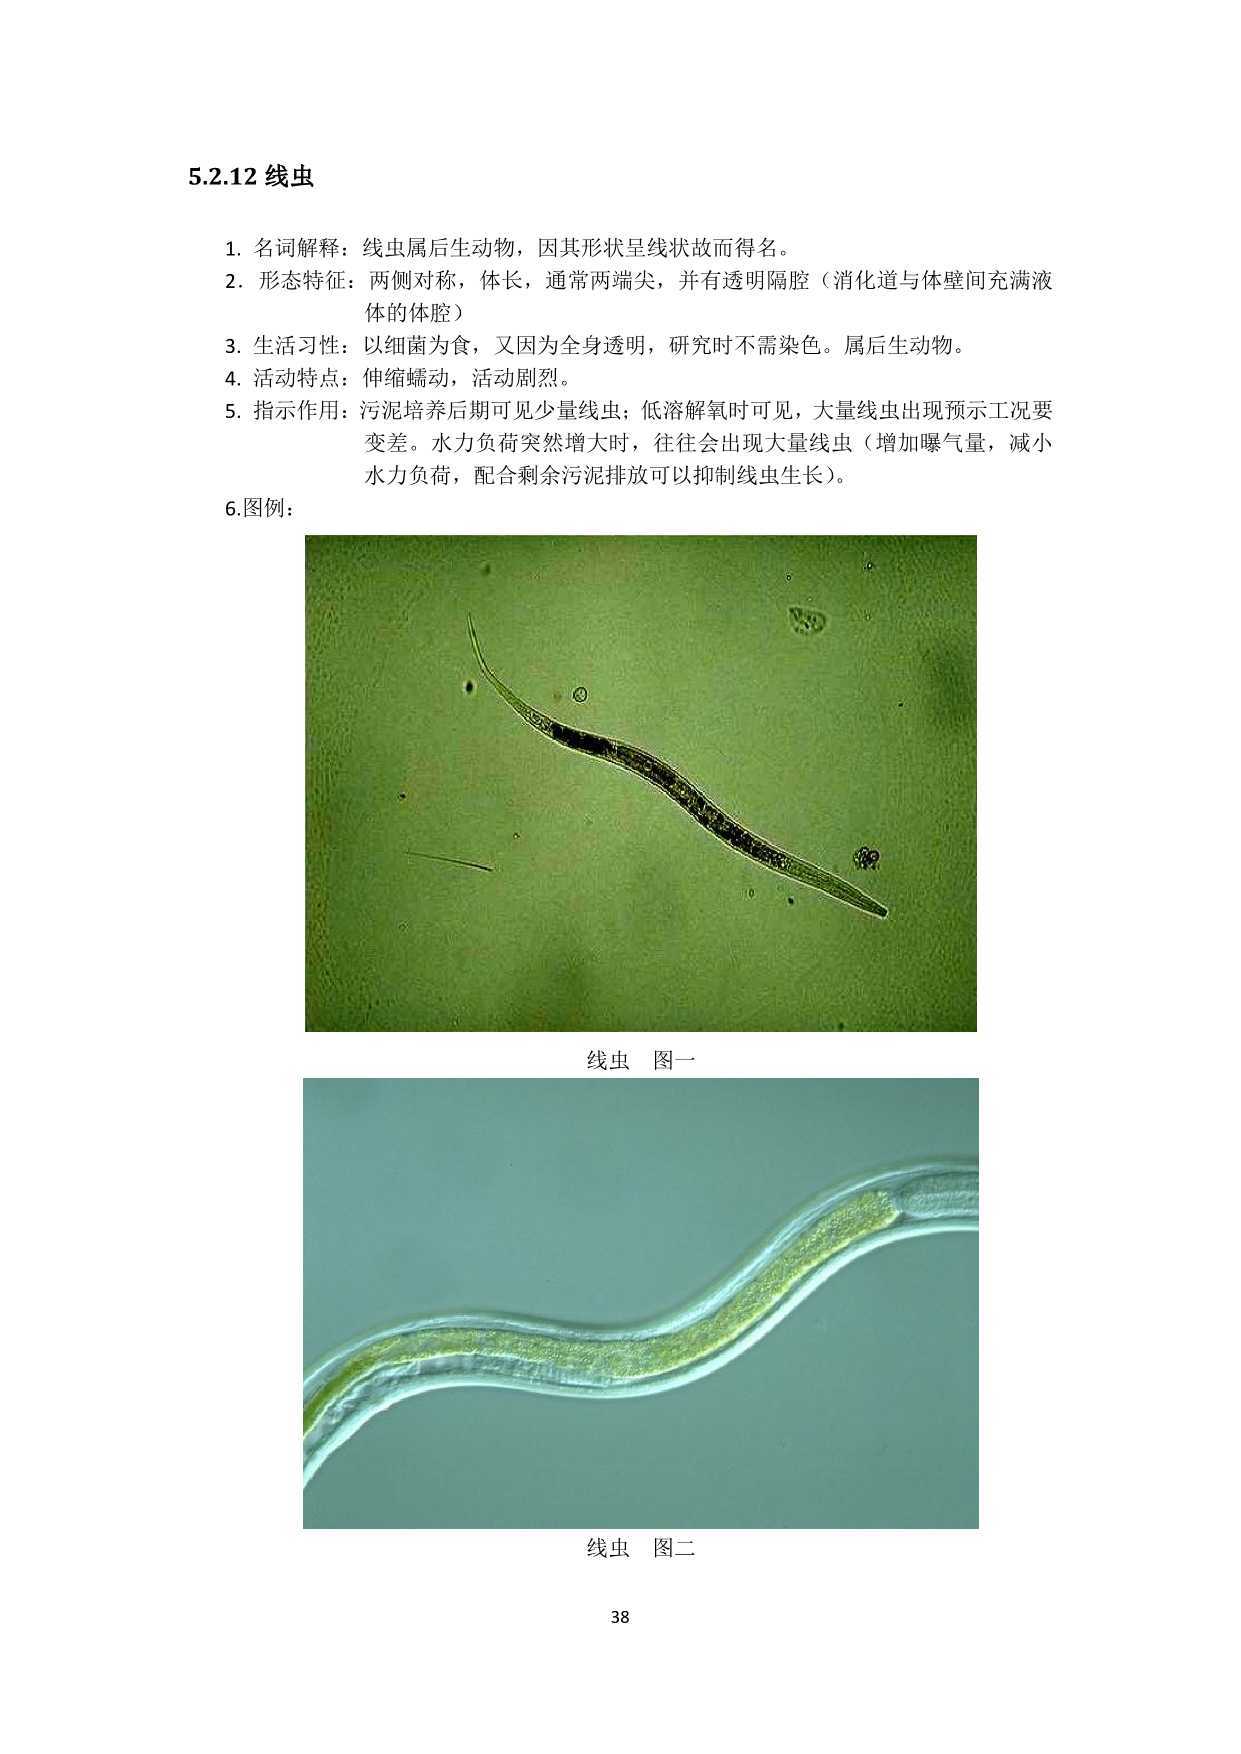 5.2.12 线虫
1. 名词解释：线虫属后生动物，因其形状呈线状故而得名。
2. 形态特征：两侧对称，体长，通常两端尖，并有透明隔腔（消化道与体壁间充满液
体的体腔）
3. 生活习性：以细菌为食，又因为全身透明，研究时不需染色。属后生动物。
4. 活动特点：伸缩蠕动，活动剧烈。
5. 指示作用：污泥培养后期可见少量线虫；低溶解氧时可见，大量线虫出现预示工况要
变差。水力负荷突然增大时，往往会出现大量线虫（增加曝气量，减小
水力负荷，配合剩余污泥排放可以抑制线虫生长）。
6.图例：
线虫　图一
线虫　图二
38